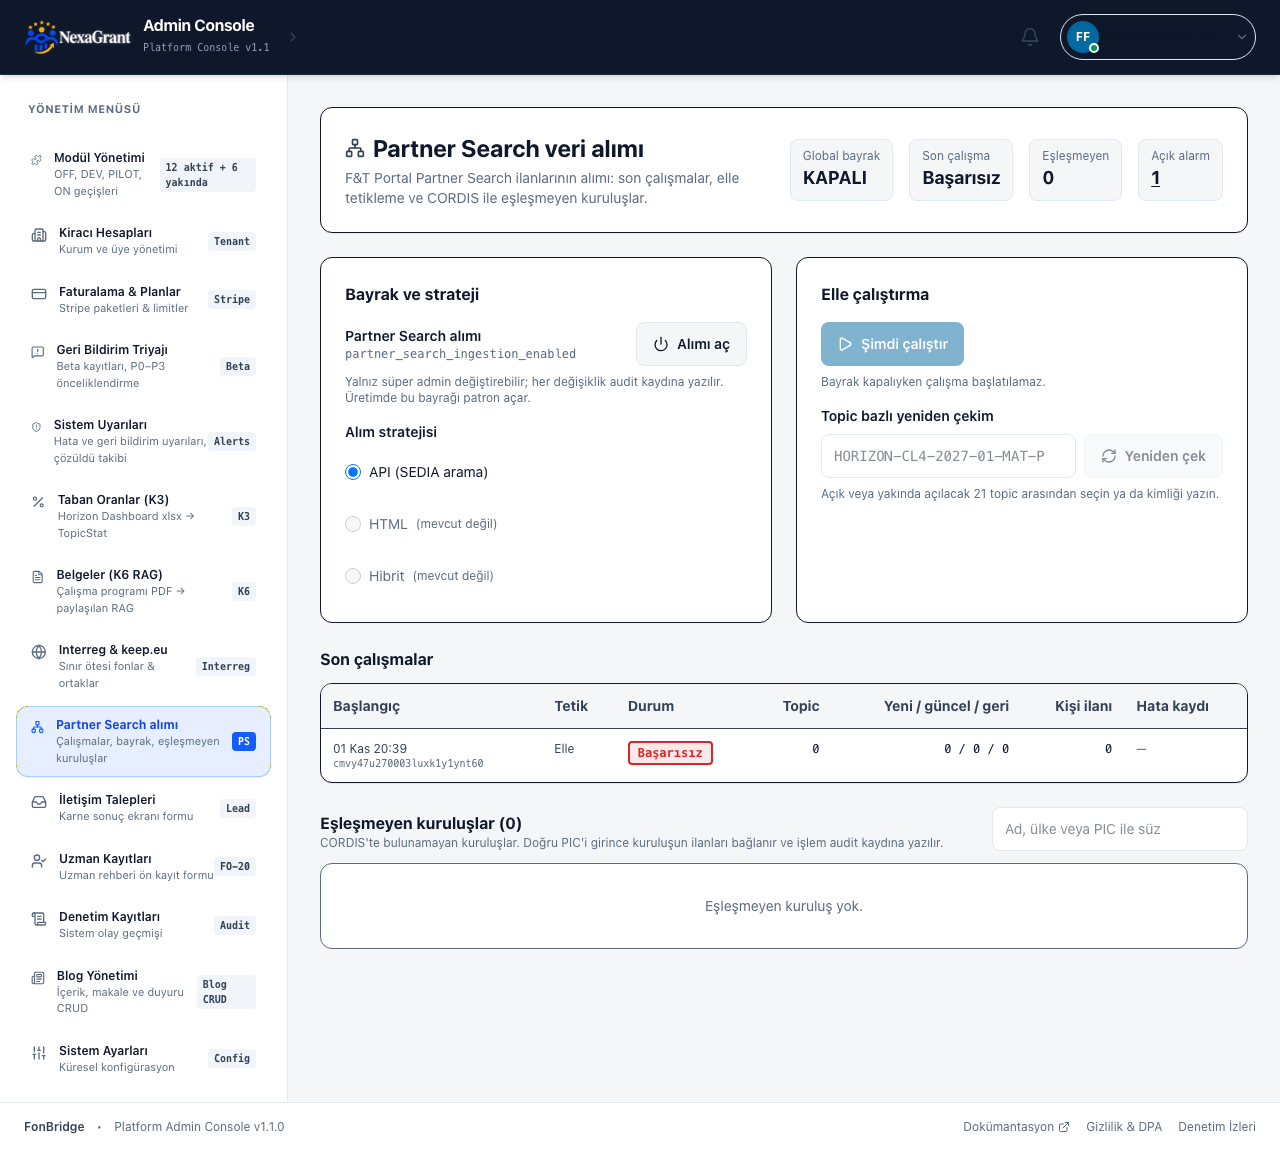 NexaGrant
Admin Console
Platform Console v1.1
FF
YÖNETİM MENÜSÜ
Modül Yönetimi
OFF, DEV, PILOT,
ON geçişleri
12 aktif + 6
yakında
Kiracı Hesapları
Kurum ve üye yönetimi
Tenant
Faturalama & Planlar
Stripe paketleri & limitler
Stripe
Geri Bildirim Triyajı
Beta kayıtları, P0–P3
önceliklendirme
Beta
Sistem Uyarıları
Hata ve geri bildirim uyarıları,
çözüldü takibi
Alerts
Taban Oranlar (K3)
Horizon Dashboard xlsx →
TopicStat
K3
Belgeler (K6 RAG)
Çalışma programı PDF →
paylaşılan RAG
K6
Interreg & keep.eu
Sınır ötesi fonlar &
ortaklar
Interreg
Partner Search alımı
Çalışmalar, bayrak, eşleşmeyen
kuruluşlar
PS
İletişim Talepleri
Karne sonuç ekranı formu
Lead
Uzman Kayıtları
Uzman rehberi ön kayıt formu
FO-20
Denetim Kayıtları
Sistem olay geçmişi
Audit
Blog Yönetimi
İçerik, makale ve duyuru
CRUD
Blog
CRUD
Sistem Ayarları
Küresel konfigürasyon
Config
Partner Search veri alımı
F&T Portal Partner Search ilanlarının alımı: son çalışmalar, elle
tetikleme ve CORDIS ile eşleşmeyen kuruluşlar.
Global bayrak
KAPALI
Son çalışma
Başarısız
Eşleşmeyen
0
Açık alarm
1
Bayrak ve strateji
Partner Search alımı
partner_search_ingestion_enabled
Alımı aç
Yalnız süper admin değiştirebilir; her değişiklik audit kaydına yazılır.
Üretimde bu bayrağı patron açar.
Alım stratejisi
API (SEDIA arama)
HTML (mevcut değil)
Hibrit (mevcut değil)
Elle çalıştırma
Şimdi çalıştır
Bayrak kapalıyken çalışma başlatılamaz.
Topic bazlı yeniden çekim
HORIZON-CL4-2027-01-MAT-P
Yeniden çek
Açık veya yakında açılacak 21 topic arasından seçin ya da kimliği yazın.
Son çalışmalar
Başlangıç Tetik Durum Topic Yeni / güncel / geri Kişi ilanı Hata kaydı
01 Kas 20:39 Elle Başarısız 0 0 / 0 / 0 0 —
cmvy47u270003luxk1y1ynt60
Eşleşmeyen kuruluşlar (0)
CORDIS'te bulunamayan kuruluşlar. Doğru PIC'i girince kuruluşun ilanları bağlanır ve işlem audit kaydına yazılır.
Ad, ülke veya PIC ile süz
Eşleşmeyen kuruluş yok.
FonBridge • Platform Admin Console v1.1.0
Dokümantasyon Gizlilik & DPA Denetim İzleri